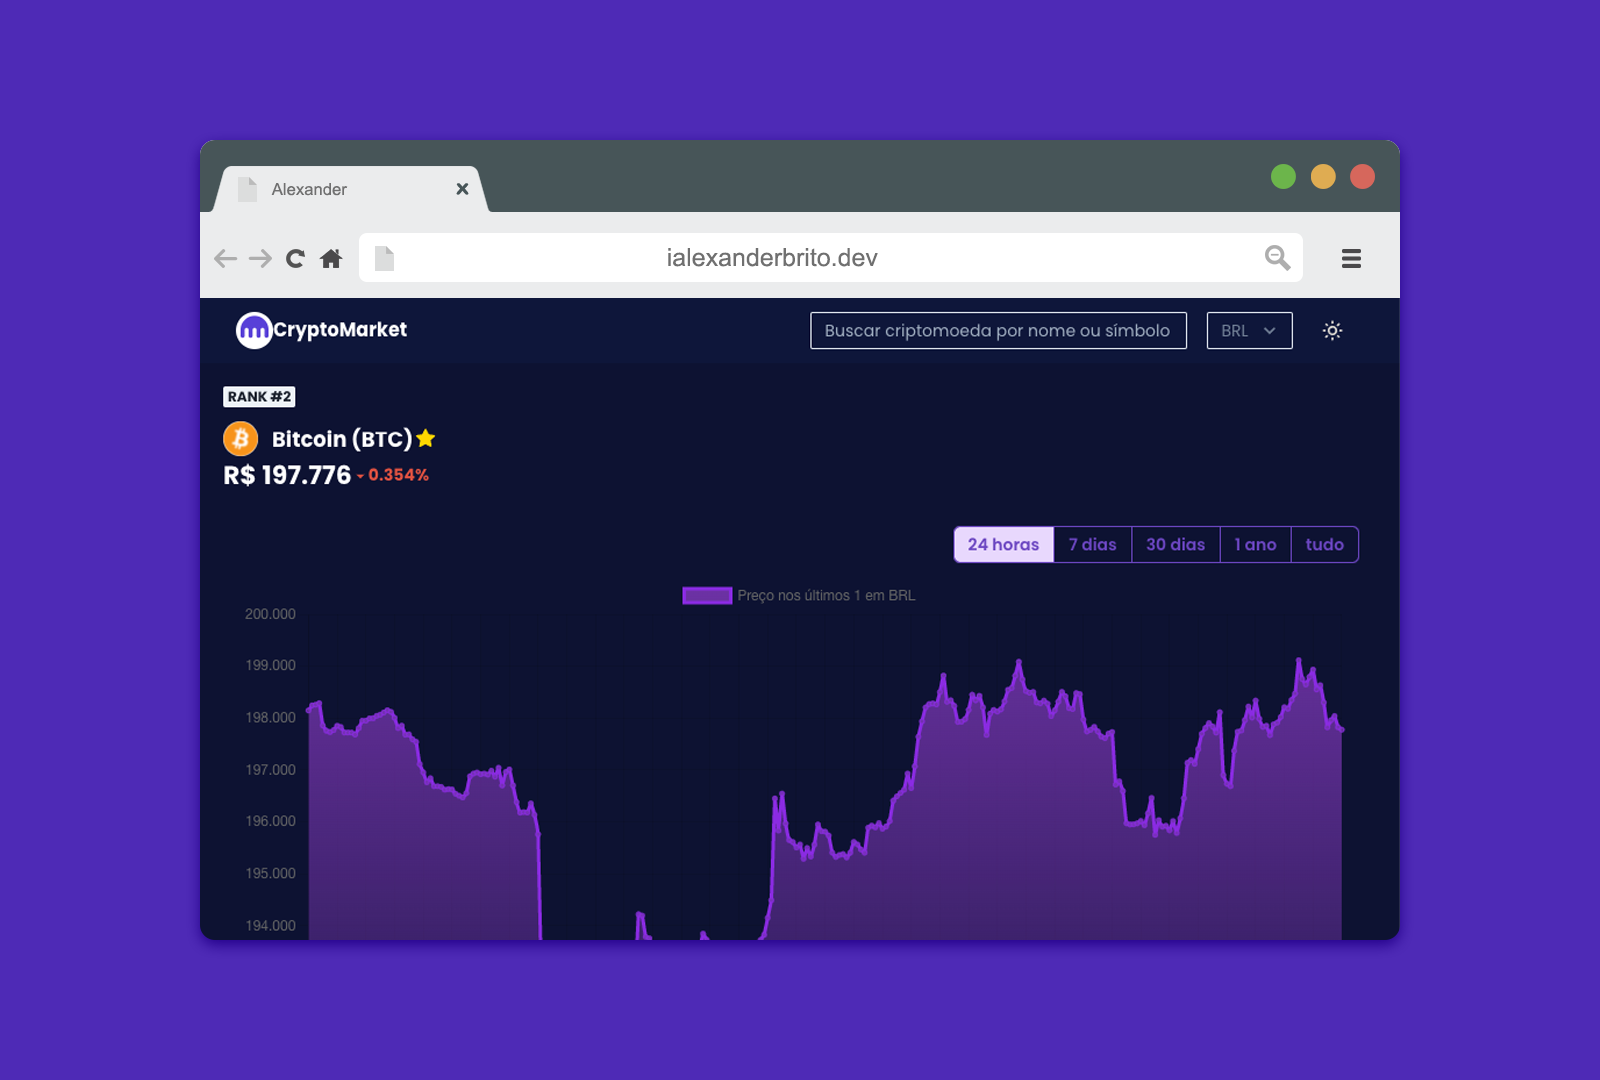 Alexander
ialexanderbrito.dev
CryptoMarket
Buscar criptomoeda por nome ou símbolo
BRL
RANK #2
Bitcoin (BTC)
R$ 197.776
0.354%
24 horas
7 dias
30 dias
1 ano
tudo
Preço nos últimos 1 em BRL
200.000
199.000
198.000
197.000
196.000
195.000
194.000